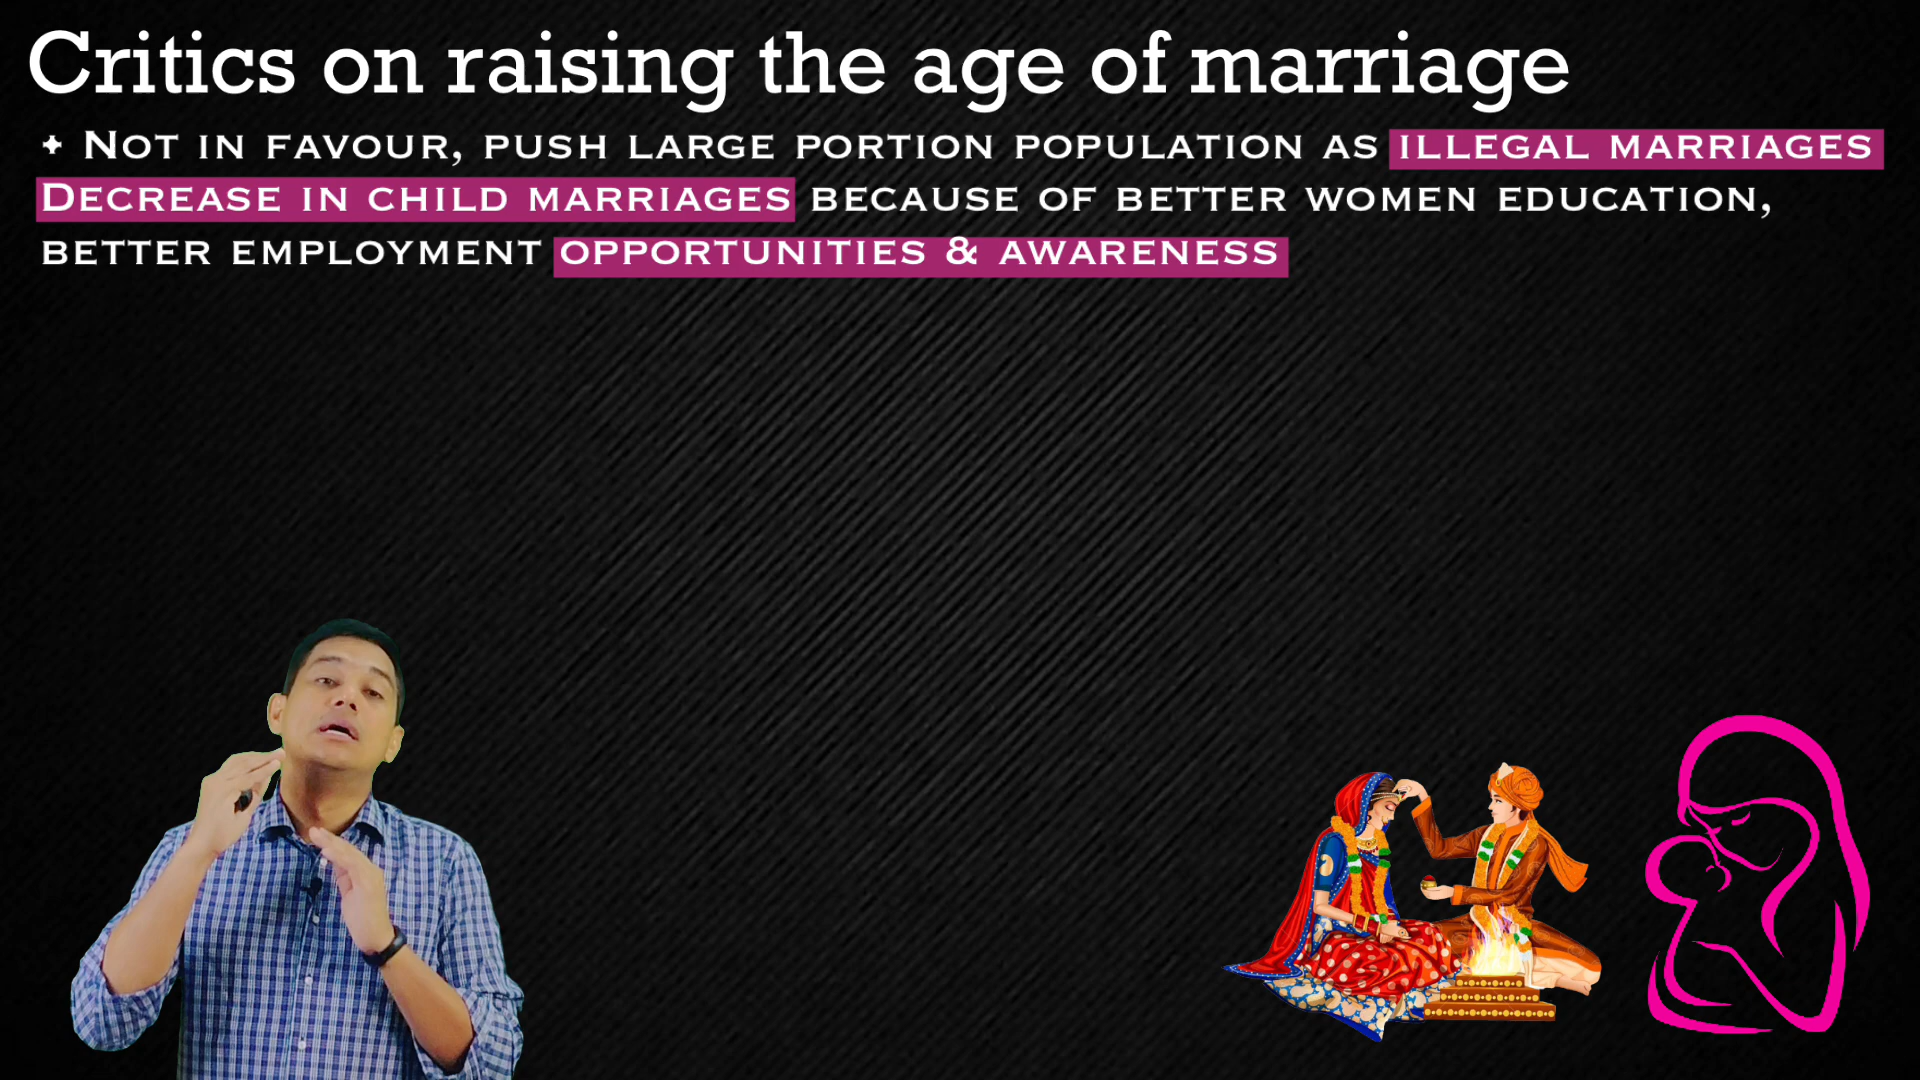 Critics on raising the age of marriage
✦ Not in favour, push large portion population as illegal marriages
Decrease in child marriages because of better women education,
better employment opportunities & awareness